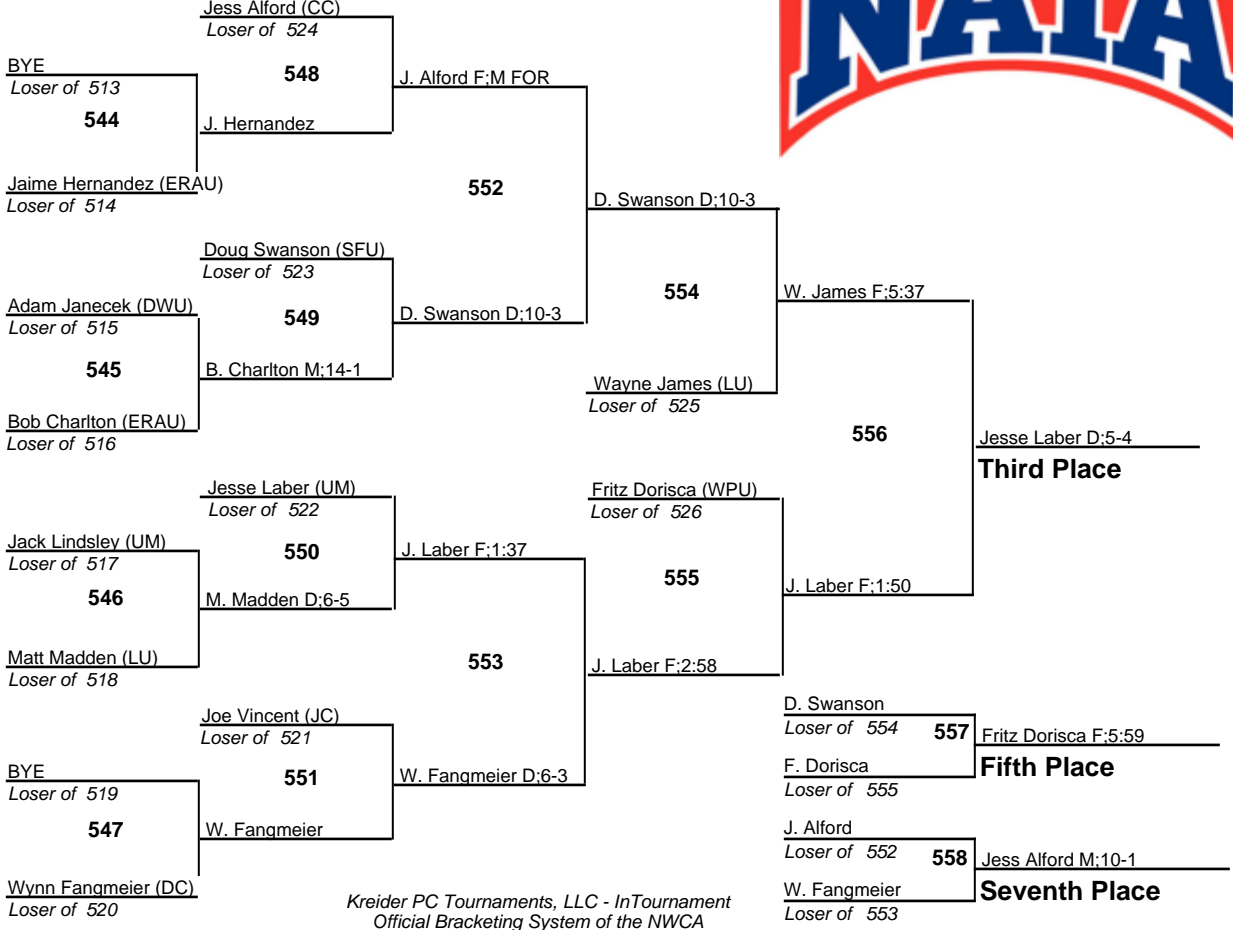 NAIA
Jess Alford (CC)
Loser of 524
BYE
Loser of 513
548
J. Alford F;M FOR
544
J. Hernandez
Jaime Hernandez (ERAU)
Loser of 514
552
D. Swanson D;10-3
Doug Swanson (SFU)
Loser of 523
Adam Janecek (DWU)
Loser of 515
549
D. Swanson D;10-3
554
W. James F;5:37
545
B. Charlton M;14-1
Wayne James (LU)
Loser of 525
Bob Charlton (ERAU)
Loser of 516
556
Jesse Laber D;5-4
Third Place
Jesse Laber (UM)
Loser of 522
Fritz Dorisca (WPU)
Loser of 526
Jack Lindsley (UM)
Loser of 517
550
J. Laber F;1:37
555
J. Laber F;1:50
546
M. Madden D;6-5
Matt Madden (LU)
Loser of 518
553
J. Laber F;2:58
Joe Vincent (JC)
Loser of 521
D. Swanson
Loser of 554
557
Fritz Dorisca F;5:59
Fifth Place
BYE
Loser of 519
551
W. Fangmeier D;6-3
F. Dorisca
Loser of 555
547
W. Fangmeier
J. Alford
Loser of 552
558
Jess Alford M;10-1
Seventh Place
Wynn Fangmeier (DC)
Loser of 520
W. Fangmeier
Loser of 553
Kreider PC Tournaments, LLC - InTournament
Official Bracketing System of the NWCA